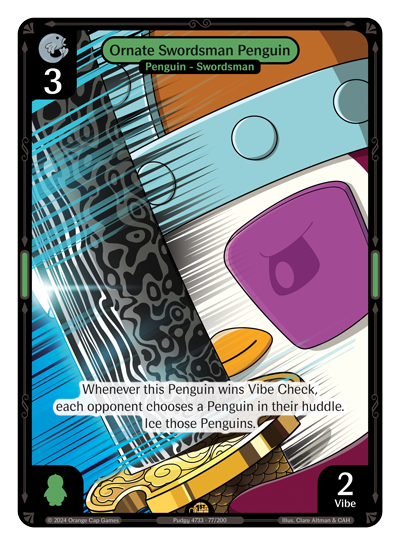 Ornate Swordsman Penguin
Penguin - Swordsman
3
Whenever this Penguin wins Vibe Check,
each opponent chooses a Penguin in their huddle.
Ice those Penguins.
2
Vibe
© 2024 Orange Cap Games
Pudgy 4733 · 77/200
Illus. Clare Altman & CAH